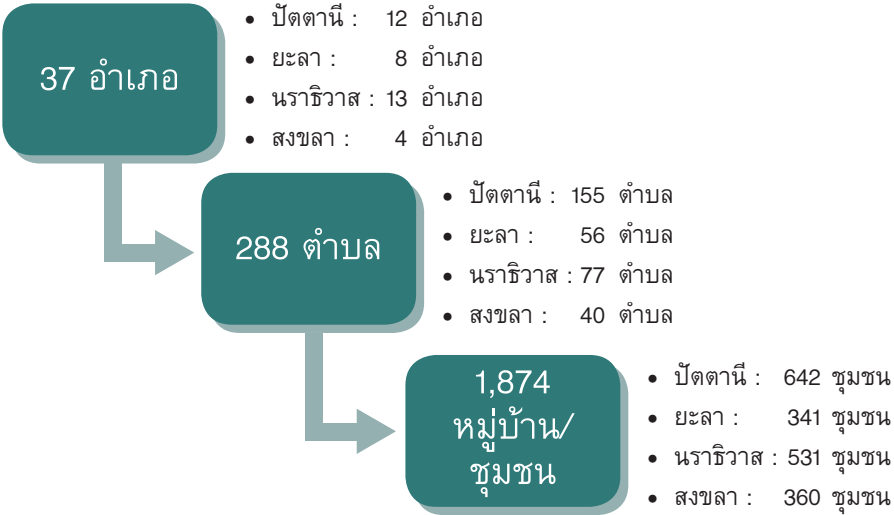 37 อำเภอ
• ปัตตานี : 12 อำเภอ
• ยะลา : 8 อำเภอ
• นราธิวาส : 13 อำเภอ
• สงขลา : 4 อำเภอ
288 ตำบล
• ปัตตานี : 155 ตำบล
• ยะลา : 56 ตำบล
• นราธิวาส : 77 ตำบล
• สงขลา : 40 ตำบล
1,874
หมู่บ้าน/
ชุมชน
• ปัตตานี : 642 ชุมชน
• ยะลา : 341 ชุมชน
• นราธิวาส : 531 ชุมชน
• สงขลา : 360 ชุมชน